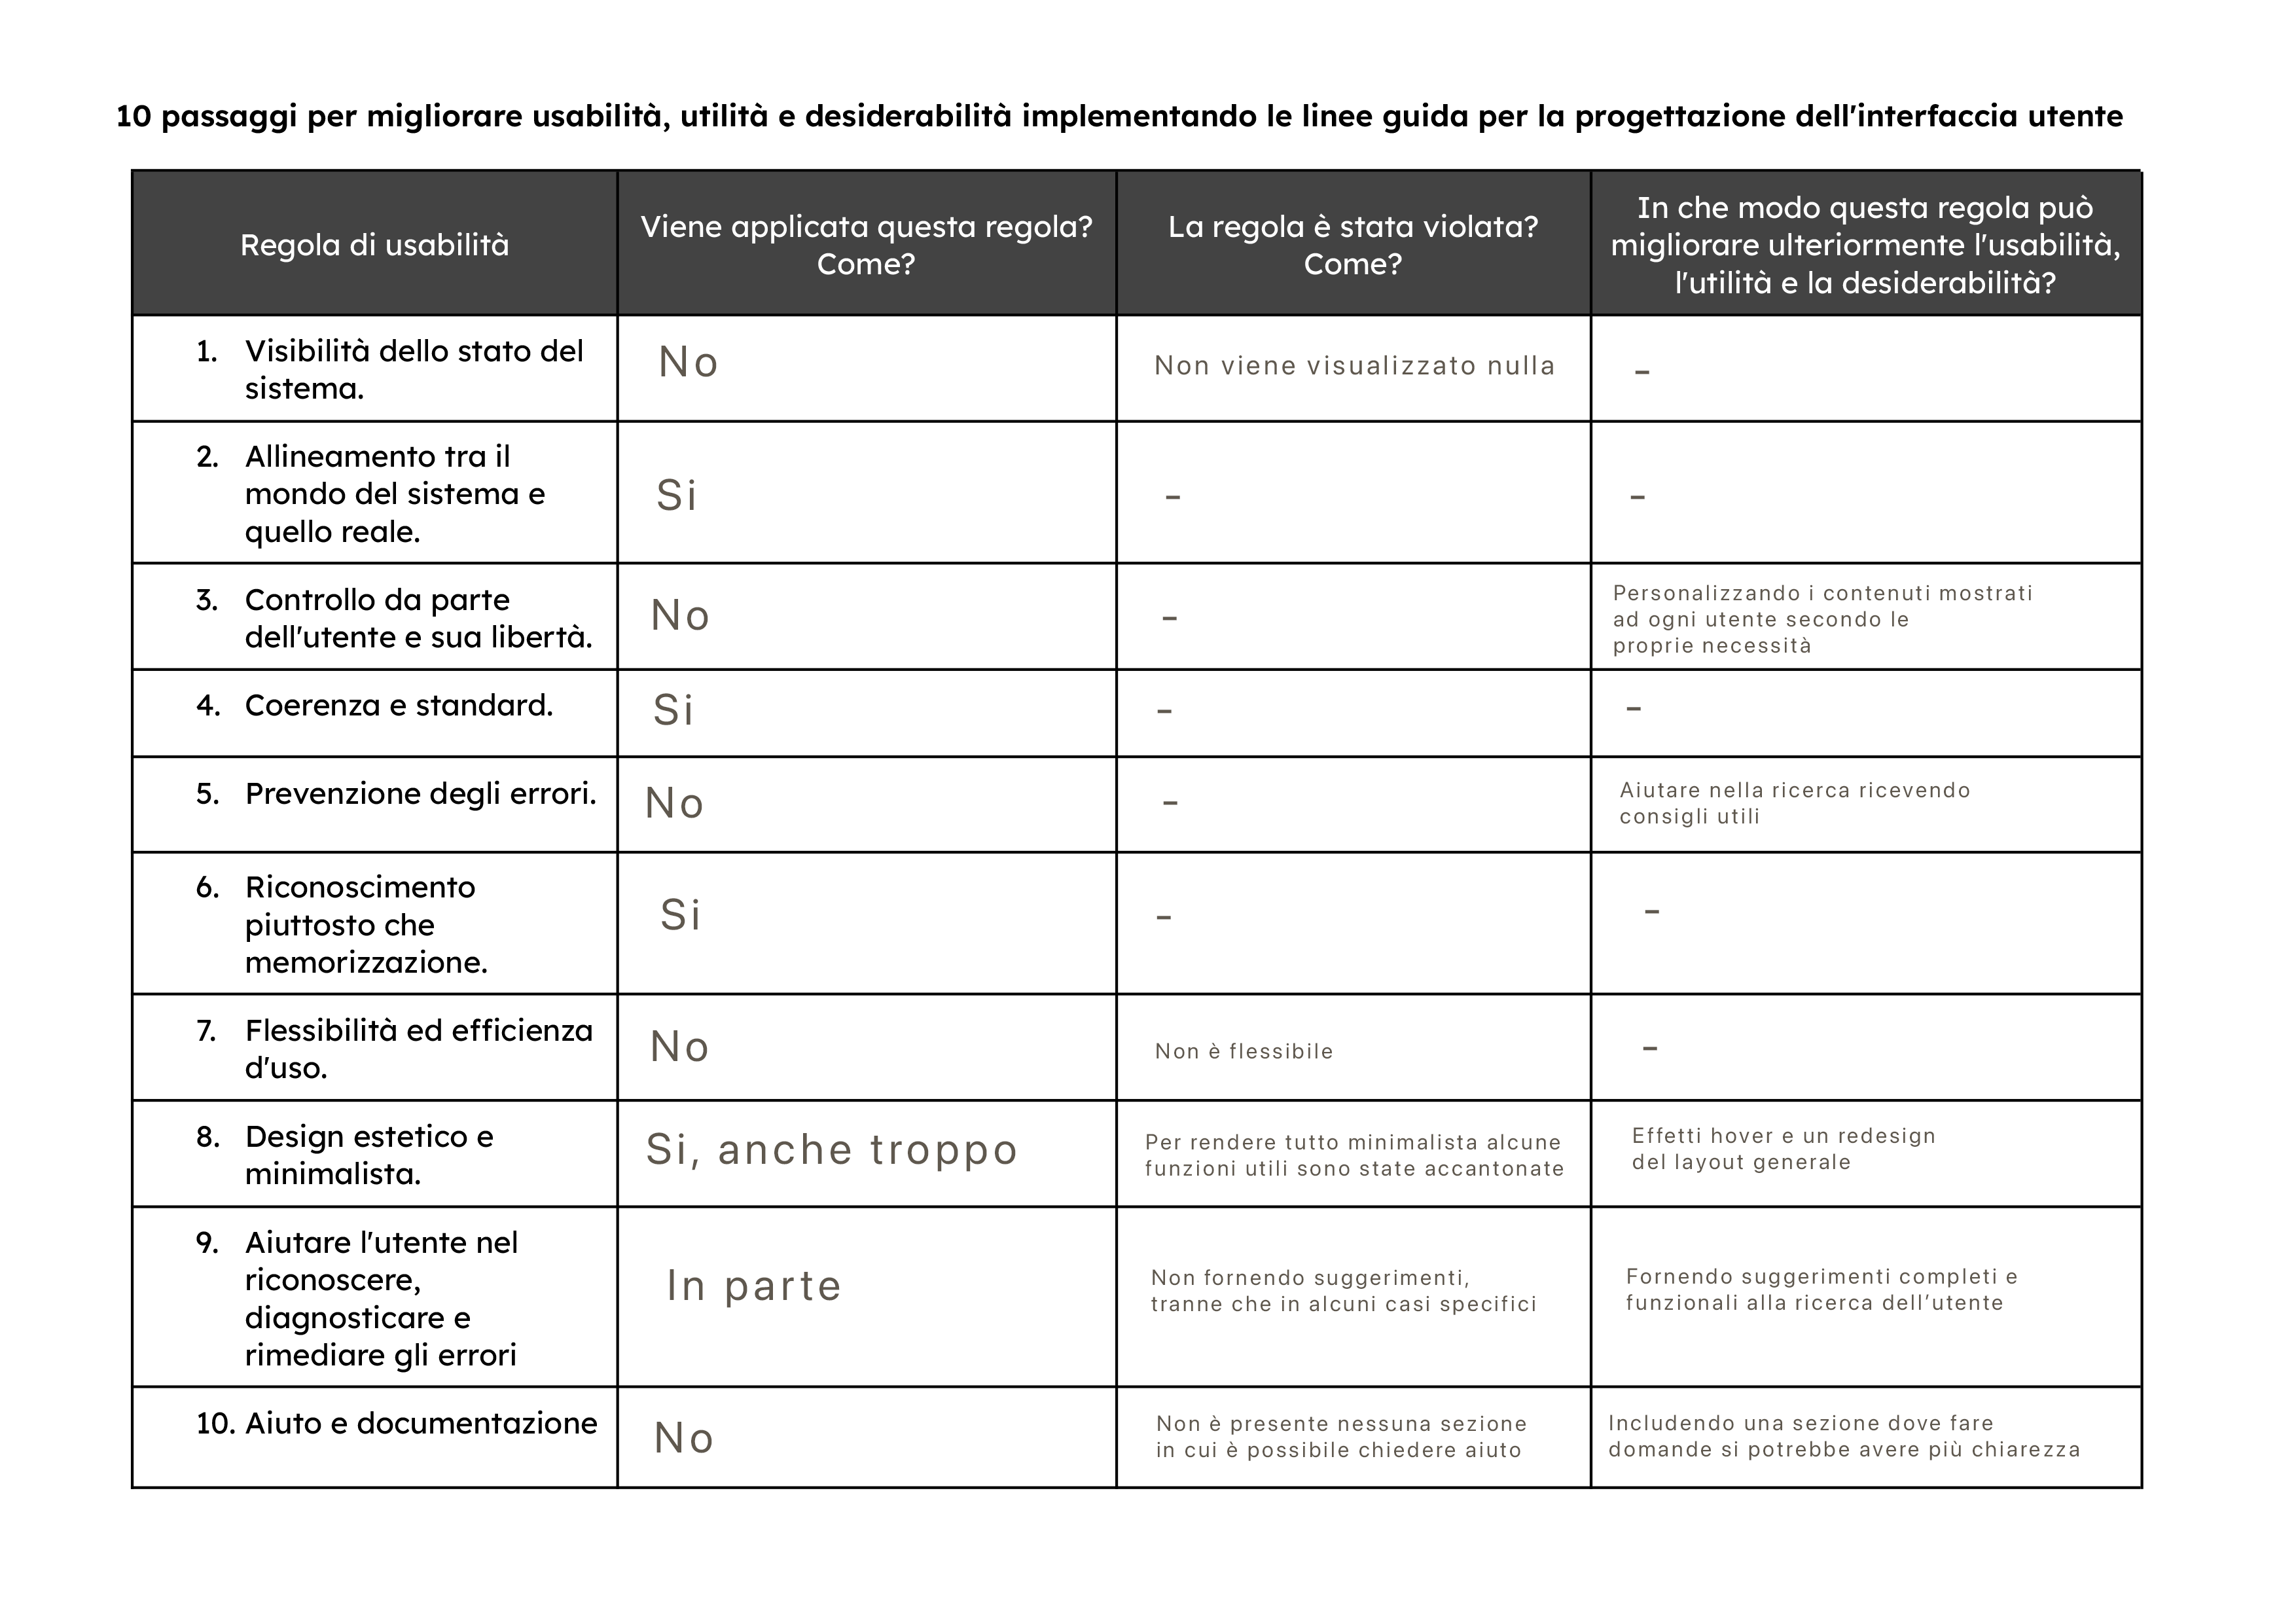 10 passaggi per migliorare usabilità, utilità e desiderabilità implementando le linee guida per la progettazione dell'interfaccia utente
Regola di usabilità
Viene applicata questa regola?
Come?
La regola è stata violata?
Come?
In che modo questa regola può
migliorare ulteriormente l'usabilità,
l'utilità e la desiderabilità?
1. Visibilità dello stato del
sistema.
No
Non viene visualizzato nulla
-
2. Allineamento tra il
mondo del sistema e
quello reale.
Si
-
-
3. Controllo da parte
dell'utente e sua libertà.
No
-
Personalizzando i contenuti mostrati
ad ogni utente secondo le
proprie necessità
4. Coerenza e standard.
Si
-
-
5. Prevenzione degli errori.
No
-
Aiutare nella ricerca ricevendo
consigli utili
6. Riconoscimento
piuttosto che
memorizzazione.
Si
-
-
7. Flessibilità ed efficienza
d'uso.
No
Non è flessibile
-
8. Design estetico e
minimalista.
Si, anche troppo
Per rendere tutto minimalista alcune
funzioni utili sono state accantonate
Effetti hover e un redesign
del layout generale
9. Aiutare l'utente nel
riconoscere,
diagnosticare e
rimediare gli errori
In parte
Non fornendo suggerimenti,
tranne che in alcuni casi specifici
Fornendo suggerimenti completi e
funzionali alla ricerca dell’utente
10. Aiuto e documentazione
No
Non è presente nessuna sezione
in cui è possibile chiedere aiuto
Includendo una sezione dove fare
domande si potrebbe avere più chiarezza